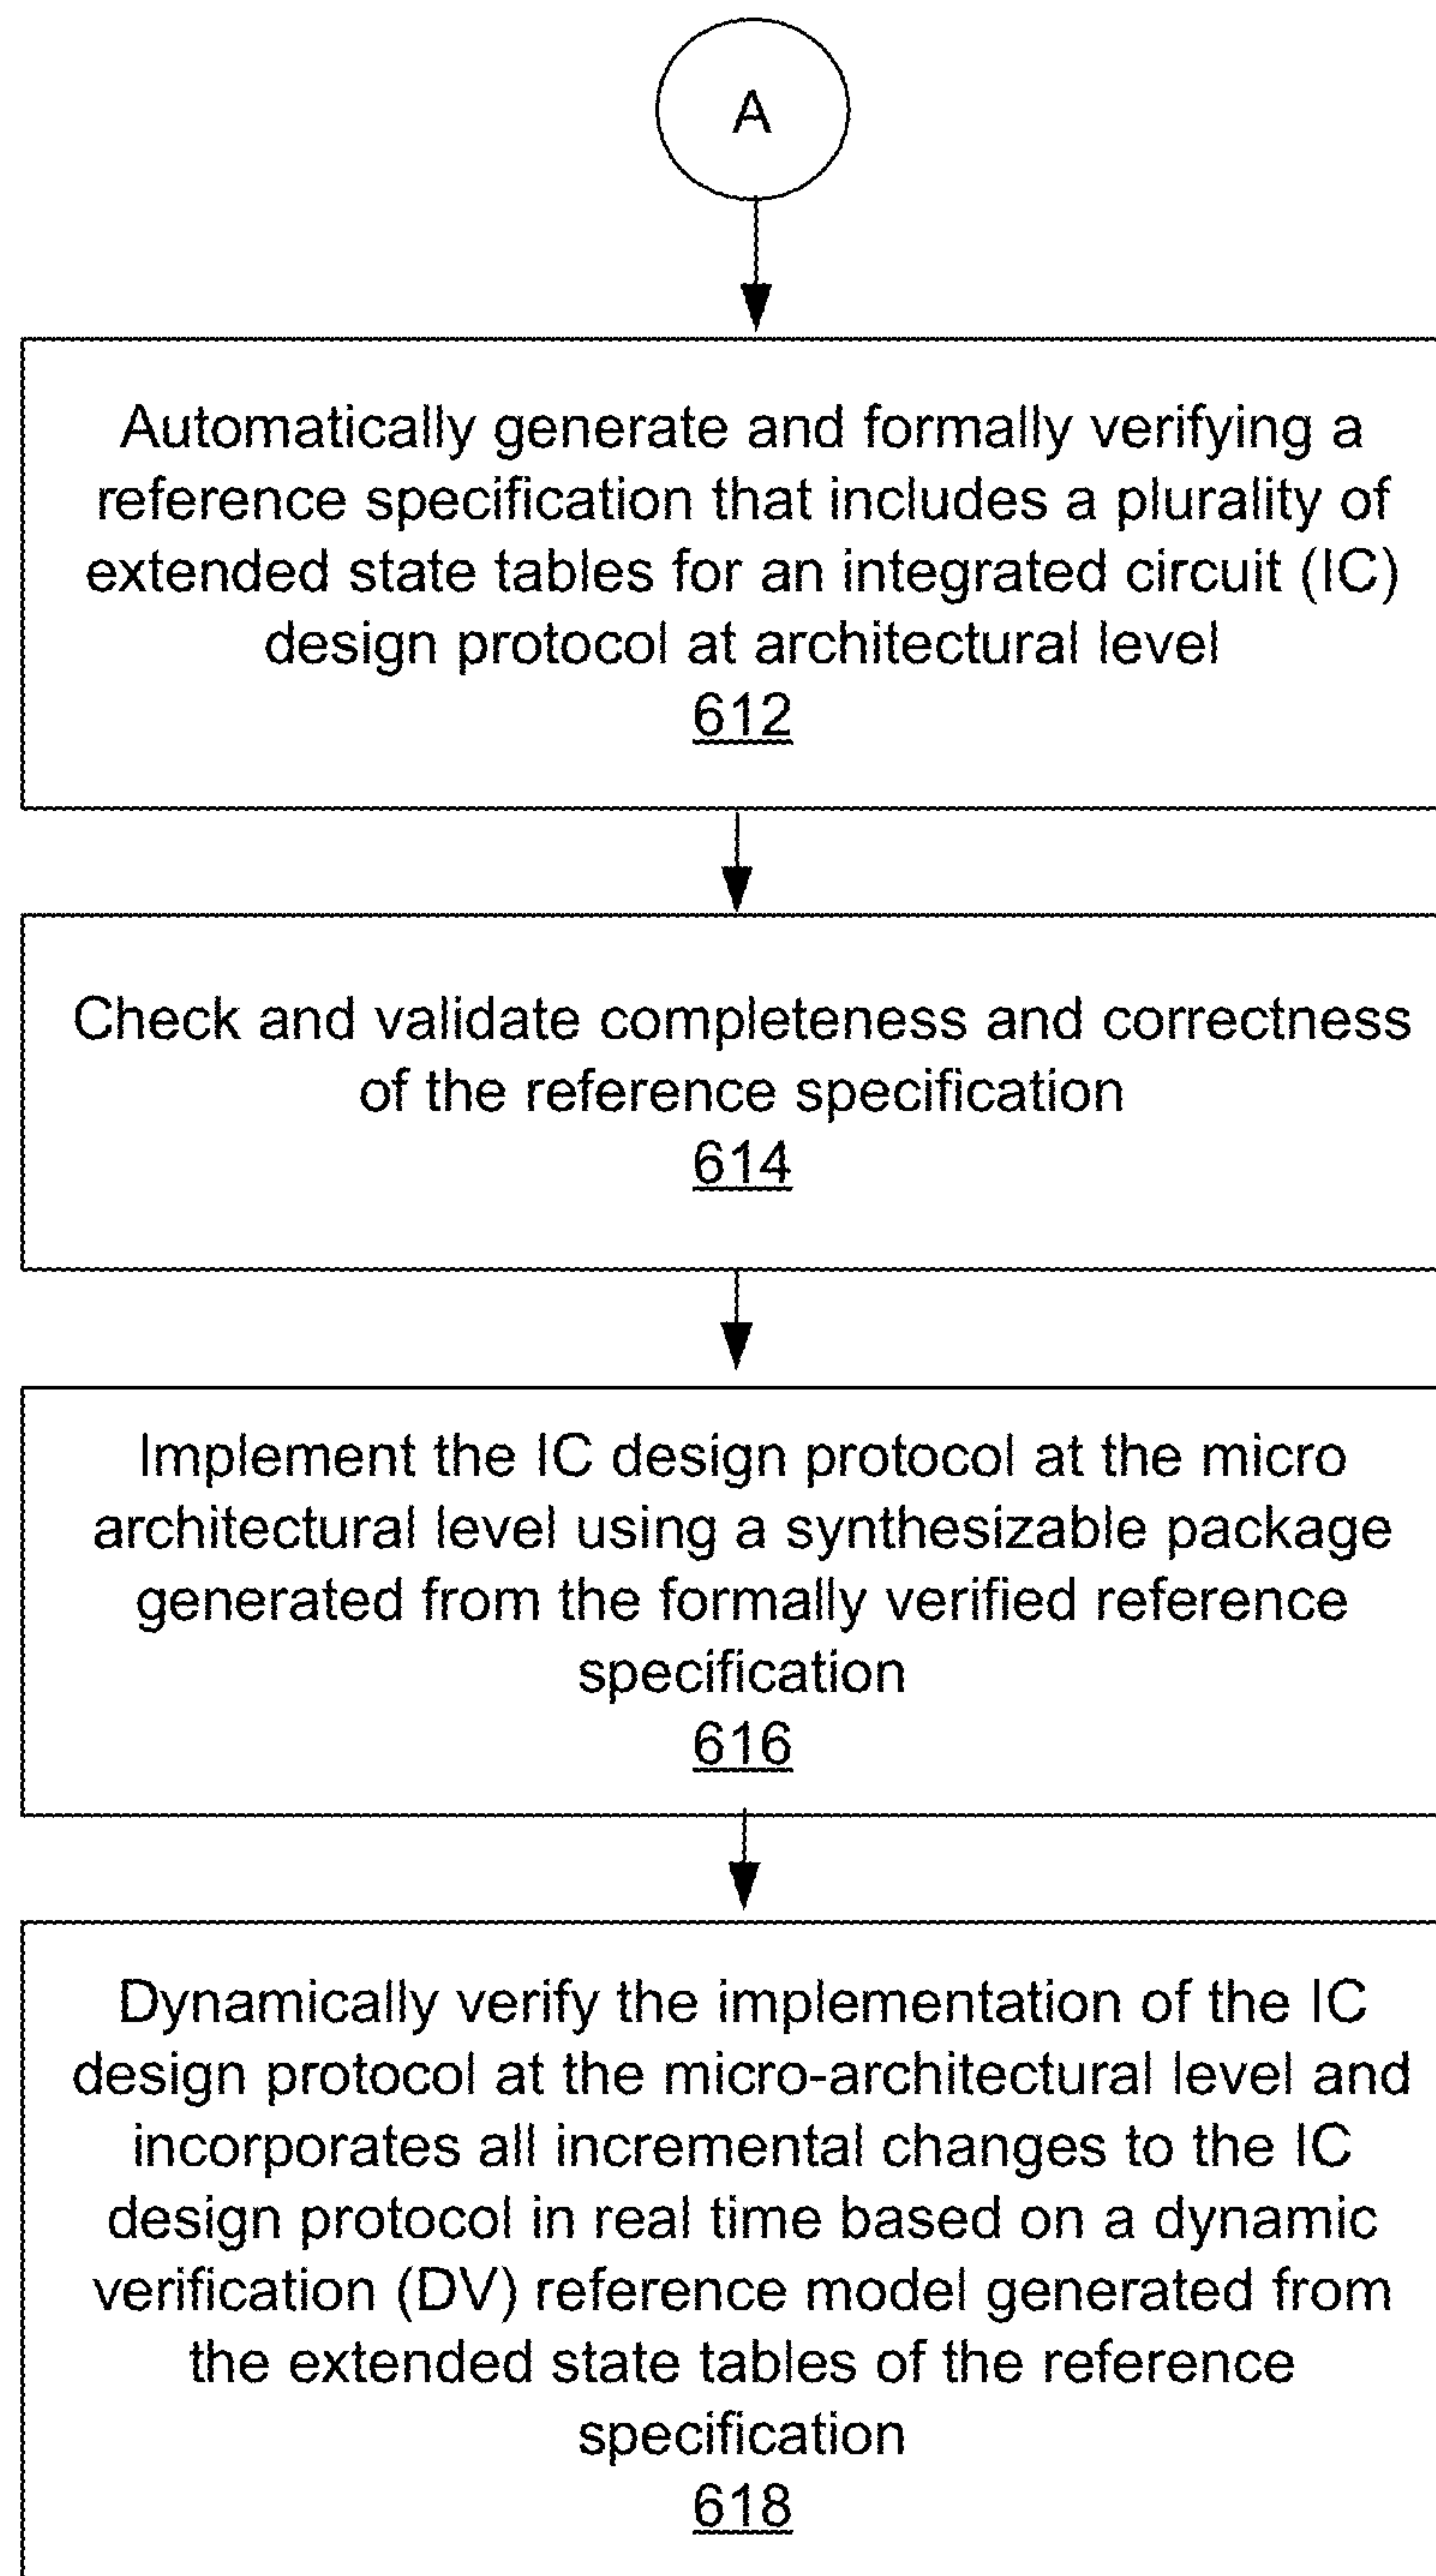 A
Automatically generate and formally verifying a
reference specification that includes a plurality of
extended state tables for an integrated circuit (IC)
design protocol at architectural level
612
Check and validate completeness and correctness
of the reference specification
614
Implement the IC design protocol at the micro
architectural level using a synthesizable package
generated from the formally verified reference
specification
616
Dynamically verify the implementation of the IC
design protocol at the micro-architectural level and
incorporates all incremental changes to the IC
design protocol in real time based on a dynamic
verification (DV) reference model generated from
the extended state tables of the reference
specification
618